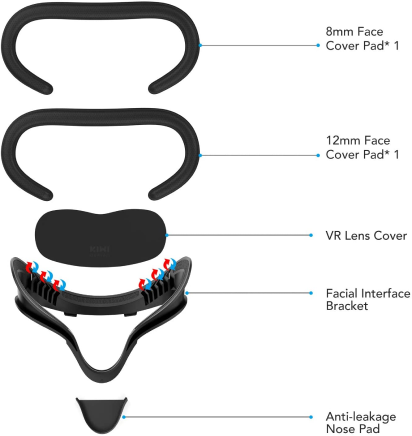 8mm Face
Cover Pad* 1
12mm Face
Cover Pad* 1
VR Lens Cover
Facial Interface
Bracket
Anti-leakage
Nose Pad